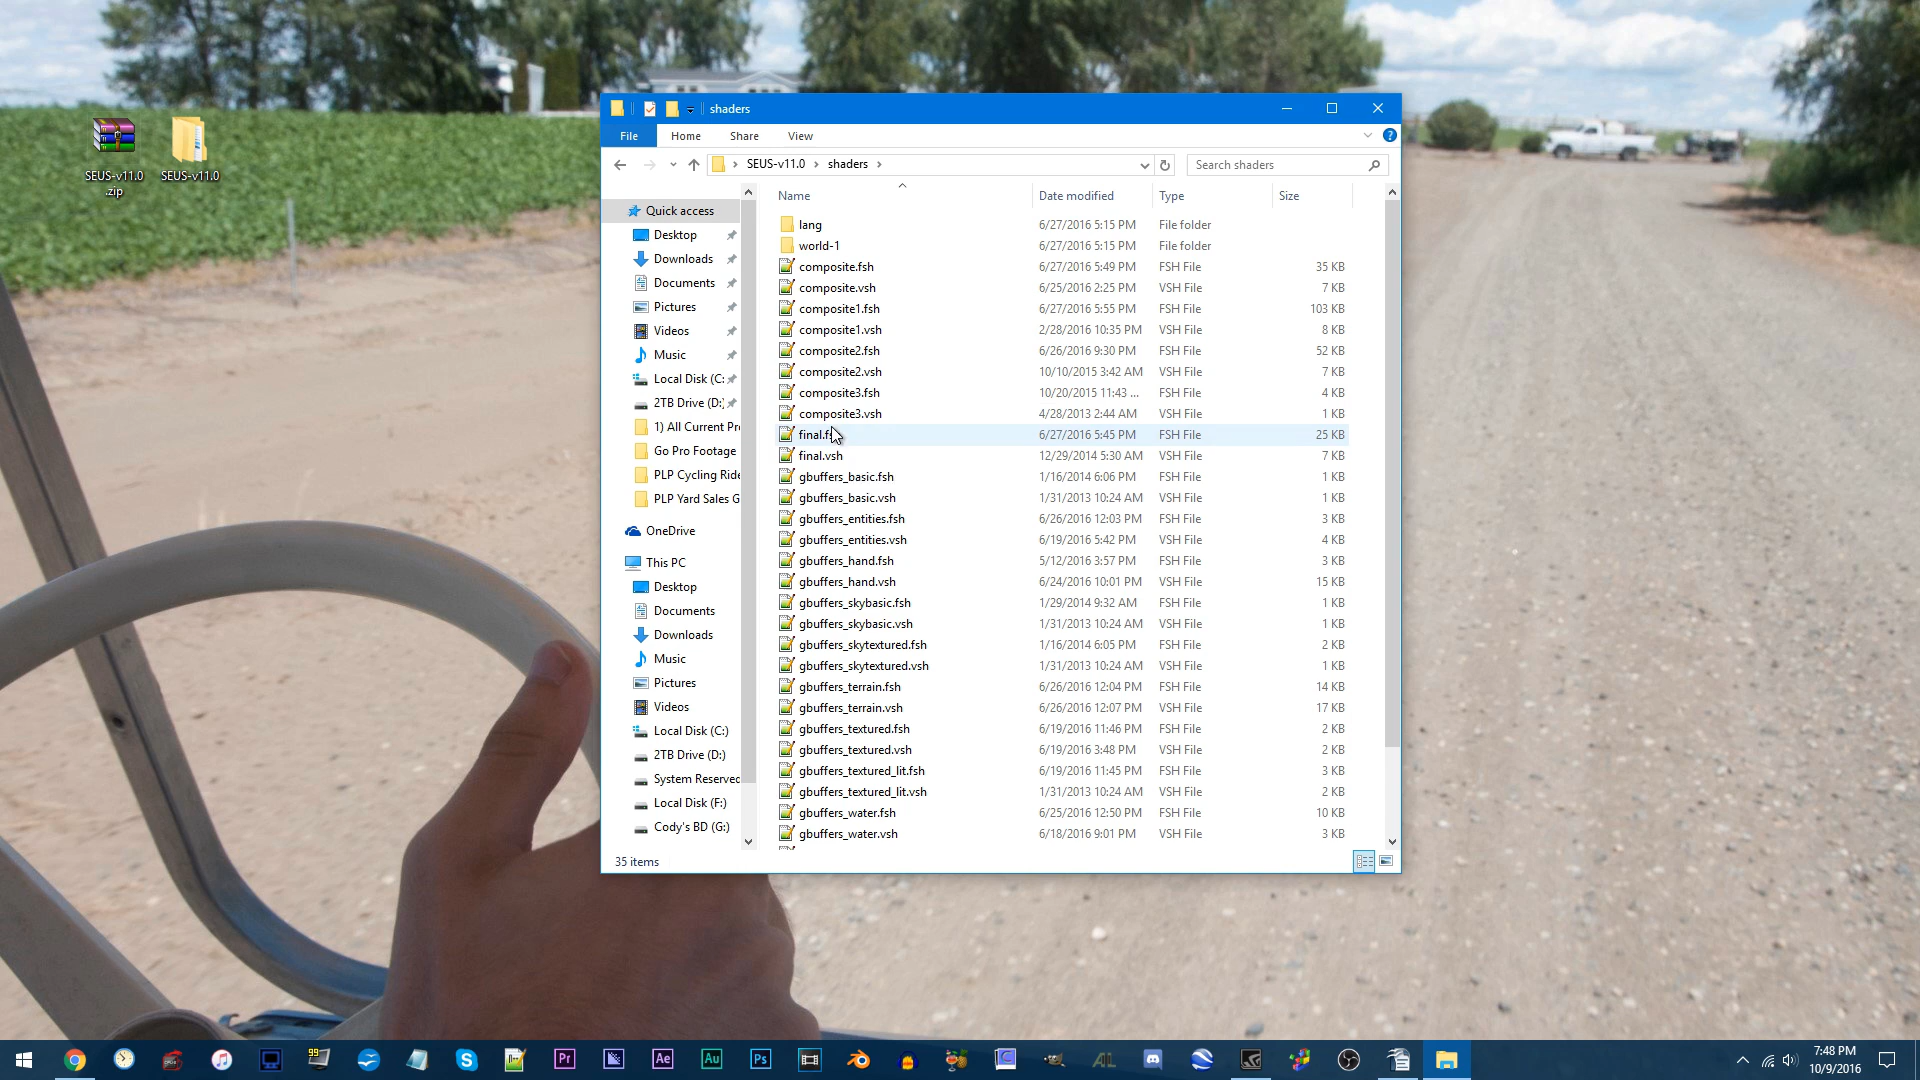 SEUS-v11.0
.zip
SEUS-v11.0
shaders
File Home Share View
SEUS-v11.0 shaders
Search shaders
Name Date modified Type Size
Quick access
Desktop
Downloads
Documents
Pictures
Videos
Music
Local Disk (C:
2TB Drive (D:)
1) All Current Pr
Go Pro Footage
PLP Cycling Ride
PLP Yard Sales G
OneDrive
This PC
Desktop
Documents
Downloads
Music
Pictures
Videos
Local Disk (C:)
2TB Drive (D:)
System Reserved
Local Disk (F:)
Cody's BD (G:)
lang 6/27/2016 5:15 PM File folder
world-1 6/27/2016 5:15 PM File folder
composite.fsh 6/27/2016 5:49 PM FSH File 35 KB
composite.vsh 6/25/2016 2:25 PM VSH File 7 KB
composite1.fsh 6/27/2016 5:55 PM FSH File 103 KB
composite1.vsh 2/28/2016 10:35 PM VSH File 8 KB
composite2.fsh 6/26/2016 9:30 PM FSH File 52 KB
composite2.vsh 10/10/2015 3:42 AM VSH File 7 KB
composite3.fsh 10/20/2015 11:43 ... FSH File 4 KB
composite3.vsh 4/28/2013 2:44 AM VSH File 1 KB
final.fsh 6/27/2016 5:45 PM FSH File 25 KB
final.vsh 12/29/2014 5:30 AM VSH File 7 KB
gbuffers_basic.fsh 1/16/2014 6:06 PM FSH File 1 KB
gbuffers_basic.vsh 1/31/2013 10:24 AM VSH File 1 KB
gbuffers_entities.fsh 6/26/2016 12:03 PM FSH File 3 KB
gbuffers_entities.vsh 6/19/2016 5:42 PM VSH File 4 KB
gbuffers_hand.fsh 5/12/2016 3:57 PM FSH File 3 KB
gbuffers_hand.vsh 6/24/2016 10:01 PM VSH File 15 KB
gbuffers_skybasic.fsh 1/29/2014 9:32 AM FSH File 1 KB
gbuffers_skybasic.vsh 1/31/2013 10:24 AM VSH File 1 KB
gbuffers_skytextured.fsh 1/16/2014 6:05 PM FSH File 2 KB
gbuffers_skytextured.vsh 1/31/2013 10:24 AM VSH File 1 KB
gbuffers_terrain.fsh 6/26/2016 12:04 PM FSH File 14 KB
gbuffers_terrain.vsh 6/26/2016 12:07 PM VSH File 17 KB
gbuffers_textured.fsh 6/19/2016 11:46 PM FSH File 2 KB
gbuffers_textured.vsh 6/19/2016 3:48 PM VSH File 2 KB
gbuffers_textured_lit.fsh 6/19/2016 11:45 PM FSH File 3 KB
gbuffers_textured_lit.vsh 1/31/2013 10:24 AM VSH File 2 KB
gbuffers_water.fsh 6/25/2016 12:50 PM FSH File 10 KB
gbuffers_water.vsh 6/18/2016 9:01 PM VSH File 3 KB
35 items
99 Pr Ae Au Ps AL
7:48 PM
10/9/2016